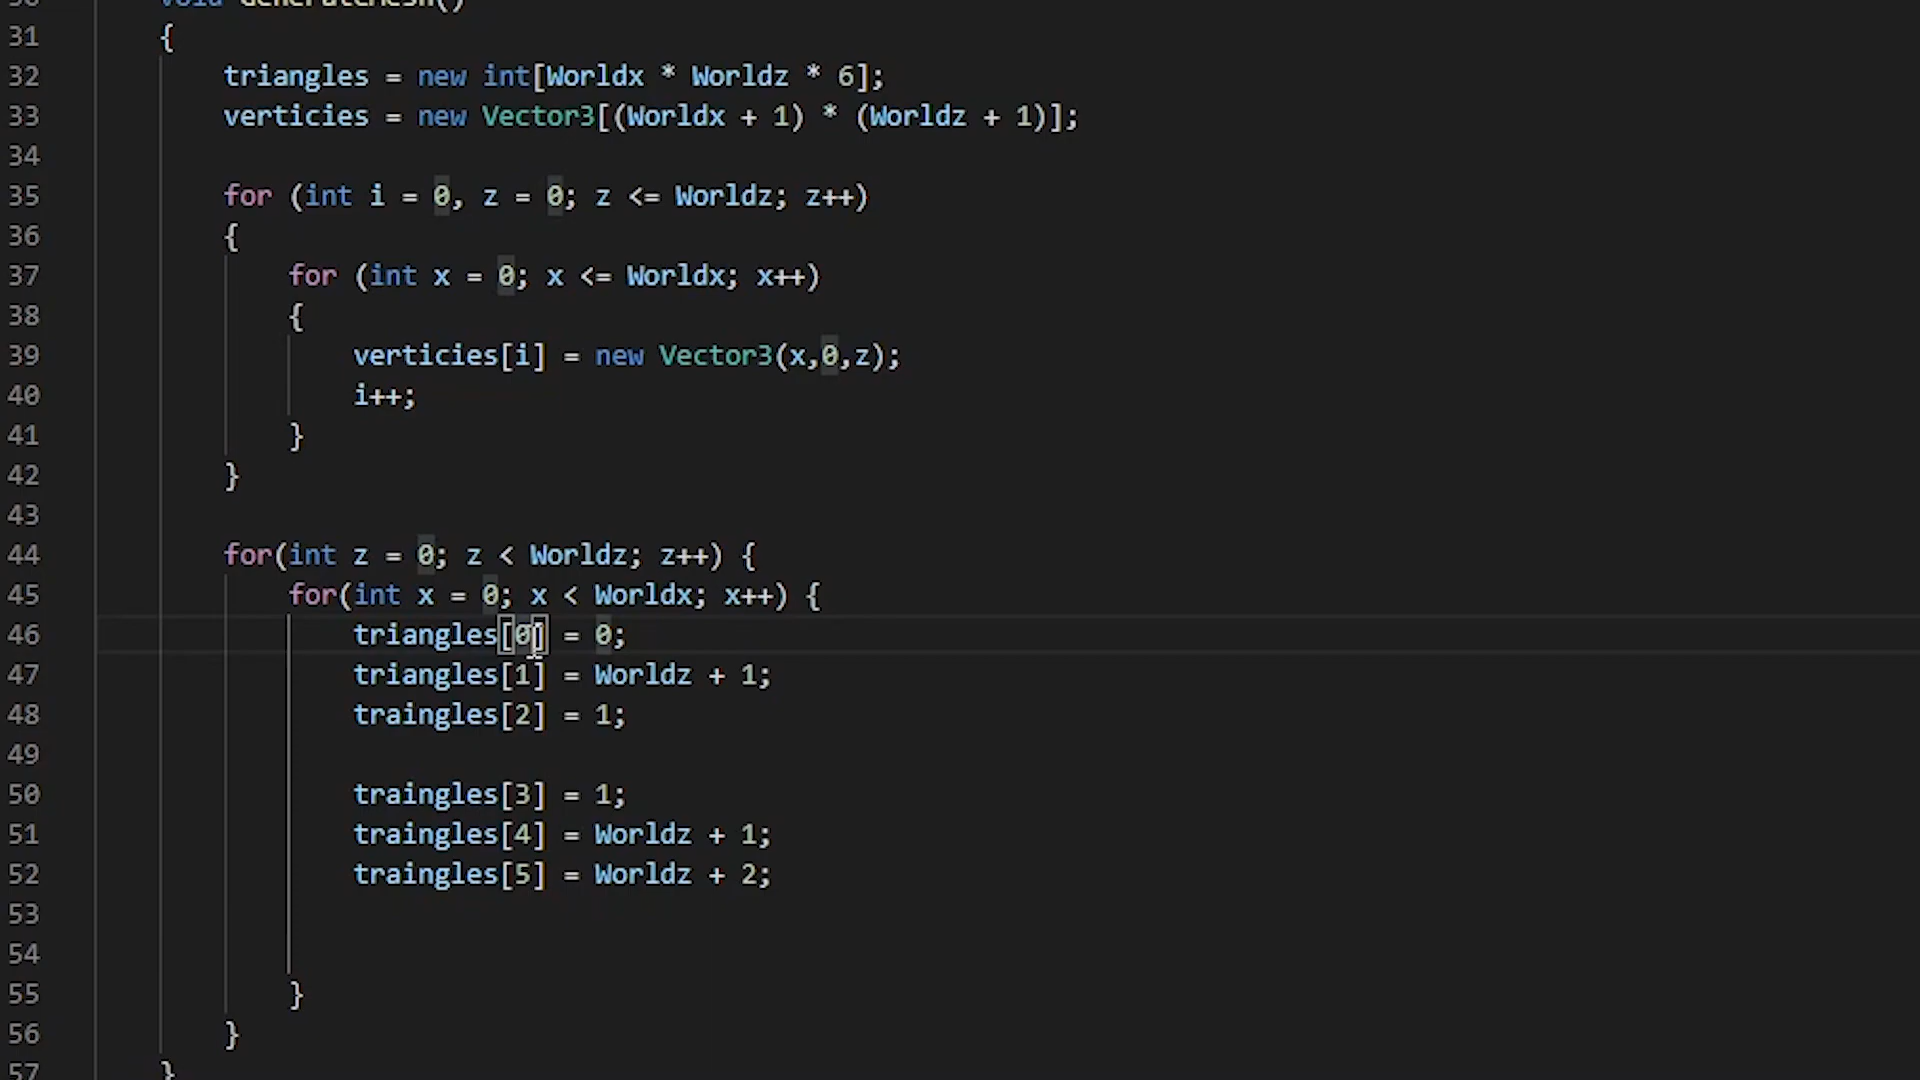 30 void GenerateMesh()
31 {
32 triangles = new int[Worldx * Worldz * 6];
33 verticies = new Vector3[(Worldx + 1) * (Worldz + 1)];
34
35 for (int i = 0, z = 0; z <= Worldz; z++)
36 {
37 for (int x = 0; x <= Worldx; x++)
38 {
39 verticies[i] = new Vector3(x,0,z);
40 i++;
41 }
42 }
43
44 for(int z = 0; z < Worldz; z++) {
45 for(int x = 0; x < Worldx; x++) {
46 triangles[0] = 0;
47 triangles[1] = Worldz + 1;
48 traingles[2] = 1;
49
50 traingles[3] = 1;
51 traingles[4] = Worldz + 1;
52 traingles[5] = Worldz + 2;
53
54
55 }
56 }
57 }